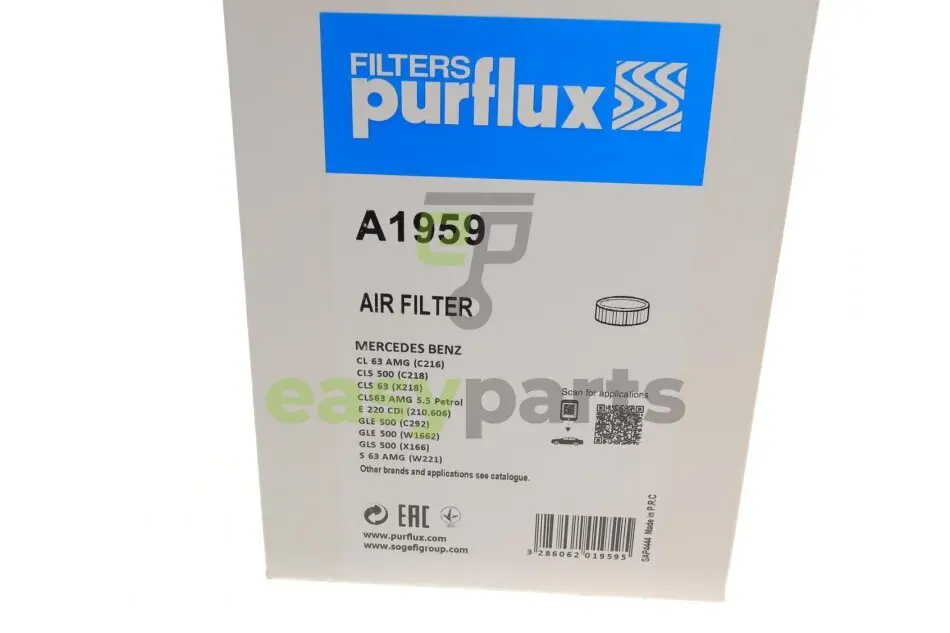 FILTERS
purflux
A1959
EP
AIR FILTER
MERCEDES BENZ
CL 63 AMG (C216)
CLS 500 (C218)
CLS 63 (X218)
CLS63 AMG 5.5 Petrol
E 220 CDi (210.606)
GLE 500 (C292)
GLE 500 (W1662)
GLS 500 (X166)
S 63 AMG (W221)
Other brands and applications see catalogue.
easyparts
Scan for applications
EAC
www.purflux.com
www.sogefigroup.com
3 286062 019595
SAP4444 Made in P.R.C